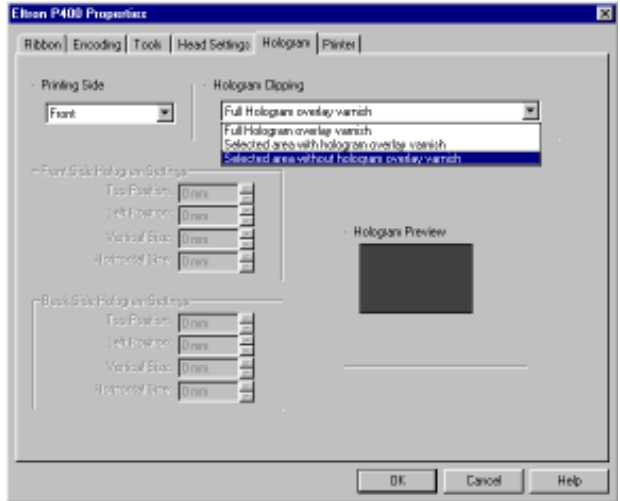 Eltron P400 Properties
Ribbon Encoding Tools Head Settings Hologram Printer
Printing Side
Front
Hologram Clipping
Full Hologram overlay varnish
Full Hologram overlay varnish
Selected area with hologram overlay varnish
Selected area without hologram overlay varnish
Front Side Hologram Settings
Top Position: 0 mm
Left Position: 0 mm
Vertical Size: 0 mm
Horizontal Size: 0 mm
Hologram Preview
Back Side Hologram Settings
Top Position: 0 mm
Left Position: 0 mm
Vertical Size: 0 mm
Horizontal Size: 0 mm
OK Cancel Help